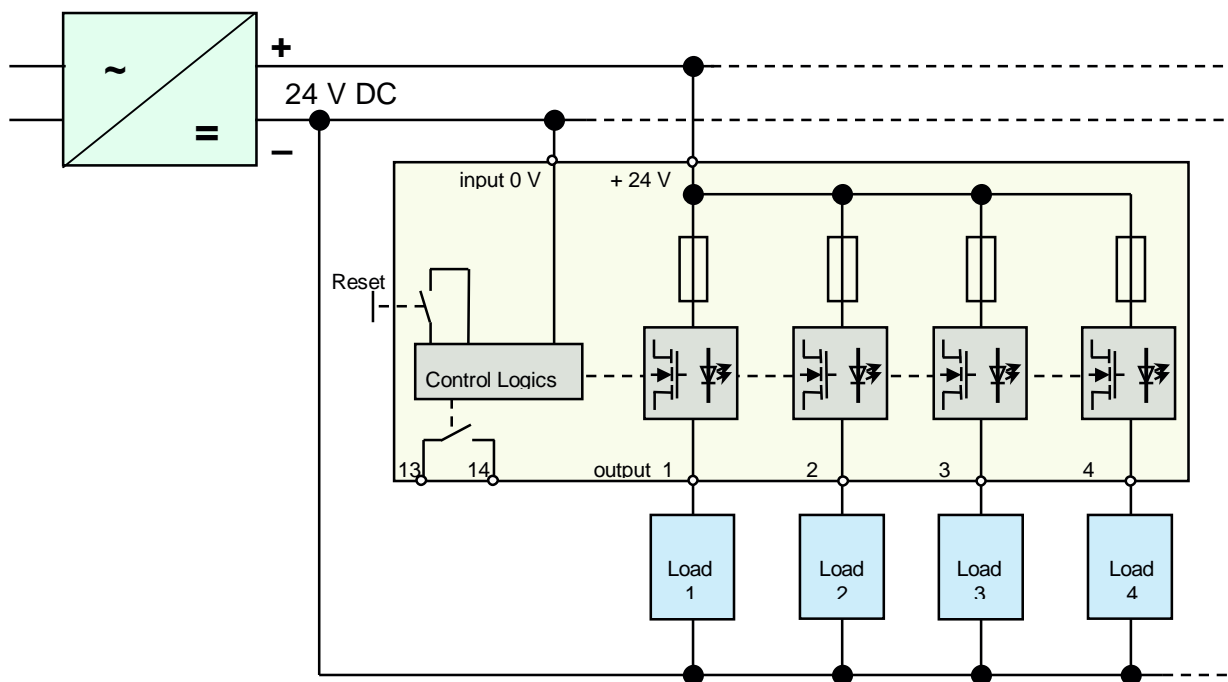 +
~
24 V DC
=
–
input 0 V
+ 24 V
Reset
Control Logics
13
14
output 1
2
3
4
Load
1
Load
2
Load
3
Load
4